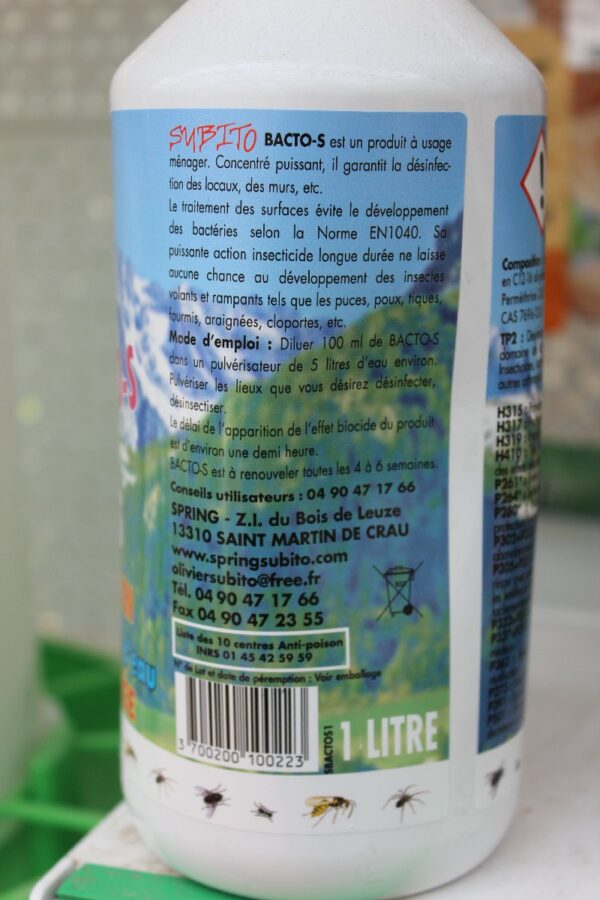 SUBITO BACTO-S est un produit à usage
ménager. Concentré puissant, il garantit la désinfec-
tion des locaux, des murs, etc.
Le traitement des surfaces évite le développement
des bactéries selon la Norme EN1040. Sa
puissante action insecticide longue durée ne laisse
aucune chance au développement des insectes
volants et rampants tels que les puces, poux, tiques,
fourmis, araignées, cloportes, etc.
Mode d'emploi : Diluer 100 ml de BACTO-S
dans un pulvérisateur de 5 litres d'eau environ.
Pulvériser les lieux que vous désirez désinfecter,
désinsectiser.
Le délai de l'apparition de l'effet biocide du produit
est d'environ une demi heure.
BACTO-S est à renouveler toutes les 4 à 6 semaines.
Conseils utilisateurs : 04 90 47 17 66
SPRING - Z.I. du Bois de Leuze
13310 SAINT MARTIN DE CRAU
www.springsubito.com
oliviersubito@free.fr
Tél. 04 90 47 17 66
Fax 04 90 47 23 55
Liste des 10 centres Anti-poison
INRS 01 45 42 59 59
N° de Lot et date de péremption : Voir emballage
3 700200 100223
SBACTOS1
1 LITRE
Composition
en C12-16
Perméthrine
CAS
TP2 :
domaine
Insecticides
autres
H315 :
H317 :
H319 :
H410 :